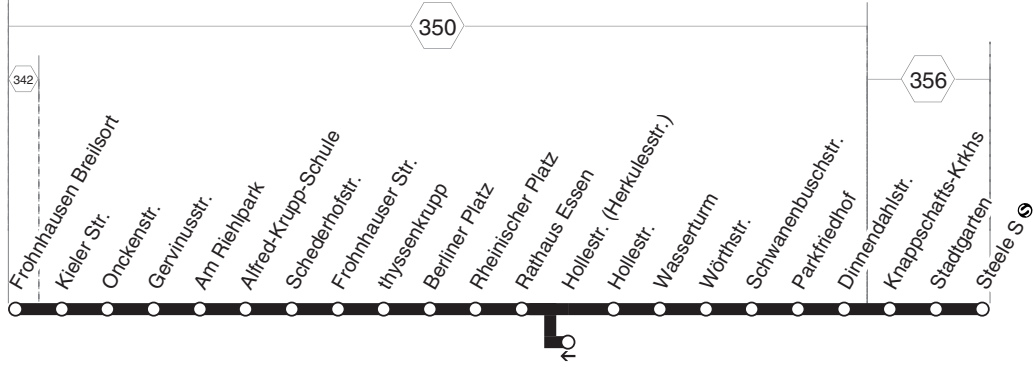 350
342
356
Frohnhausen Breilsort
Kieler Str.
Onckenstr.
Gervinusstr.
Am Riehlpark
Alfred-Krupp-Schule
Schederhofstr.
Frohnhauser Str.
thyssenkrupp
Berliner Platz
Rheinischer Platz
Rathaus Essen
Hollestr. (Herkulesstr.)
Hollestr.
Wasserturm
Wörthstr.
Schwanenbuschstr.
Parkfriedhof
Dinnendahlstr.
Knappschafts-Krkhs
Stadtgarten
Steele S S